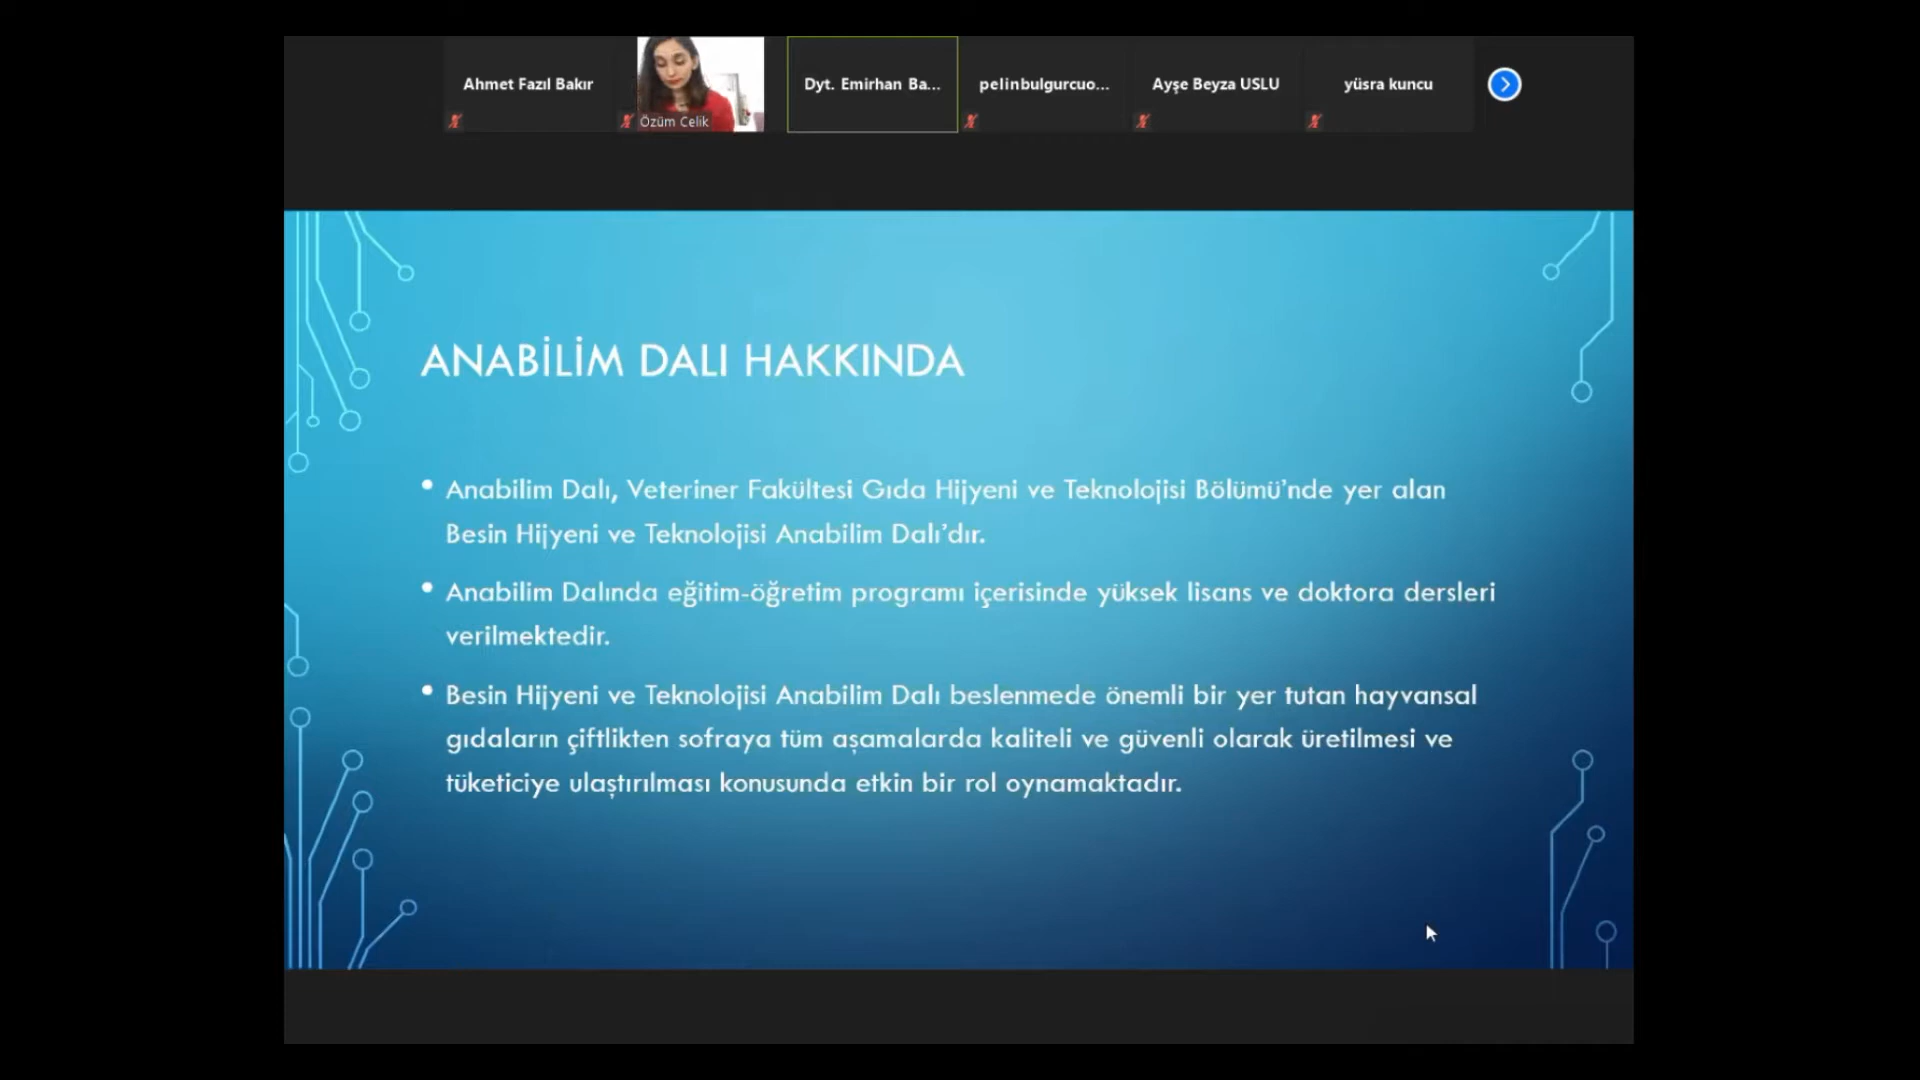 Ahmet Fazıl Bakır
Özüm Celik
Dyt. Emirhan Ba...
pelinbulgurcuo...
Ayşe Beyza USLU
yüsra kuncu
ANABİLİM DALI HAKKINDA
• Anabilim Dalı, Veteriner Fakültesi Gıda Hijyeni ve Teknolojisi Bölümü’nde yer alan
Besin Hijyeni ve Teknolojisi Anabilim Dalı’dır.
• Anabilim Dalında eğitim-öğretim programı içerisinde yüksek lisans ve doktora dersleri
verilmektedir.
• Besin Hijyeni ve Teknolojisi Anabilim Dalı beslenmede önemli bir yer tutan hayvansal
gıdaların çiftlikten sofraya tüm aşamalarda kaliteli ve güvenli olarak üretilmesi ve
tüketiciye ulaştırılması konusunda etkin bir rol oynamaktadır.